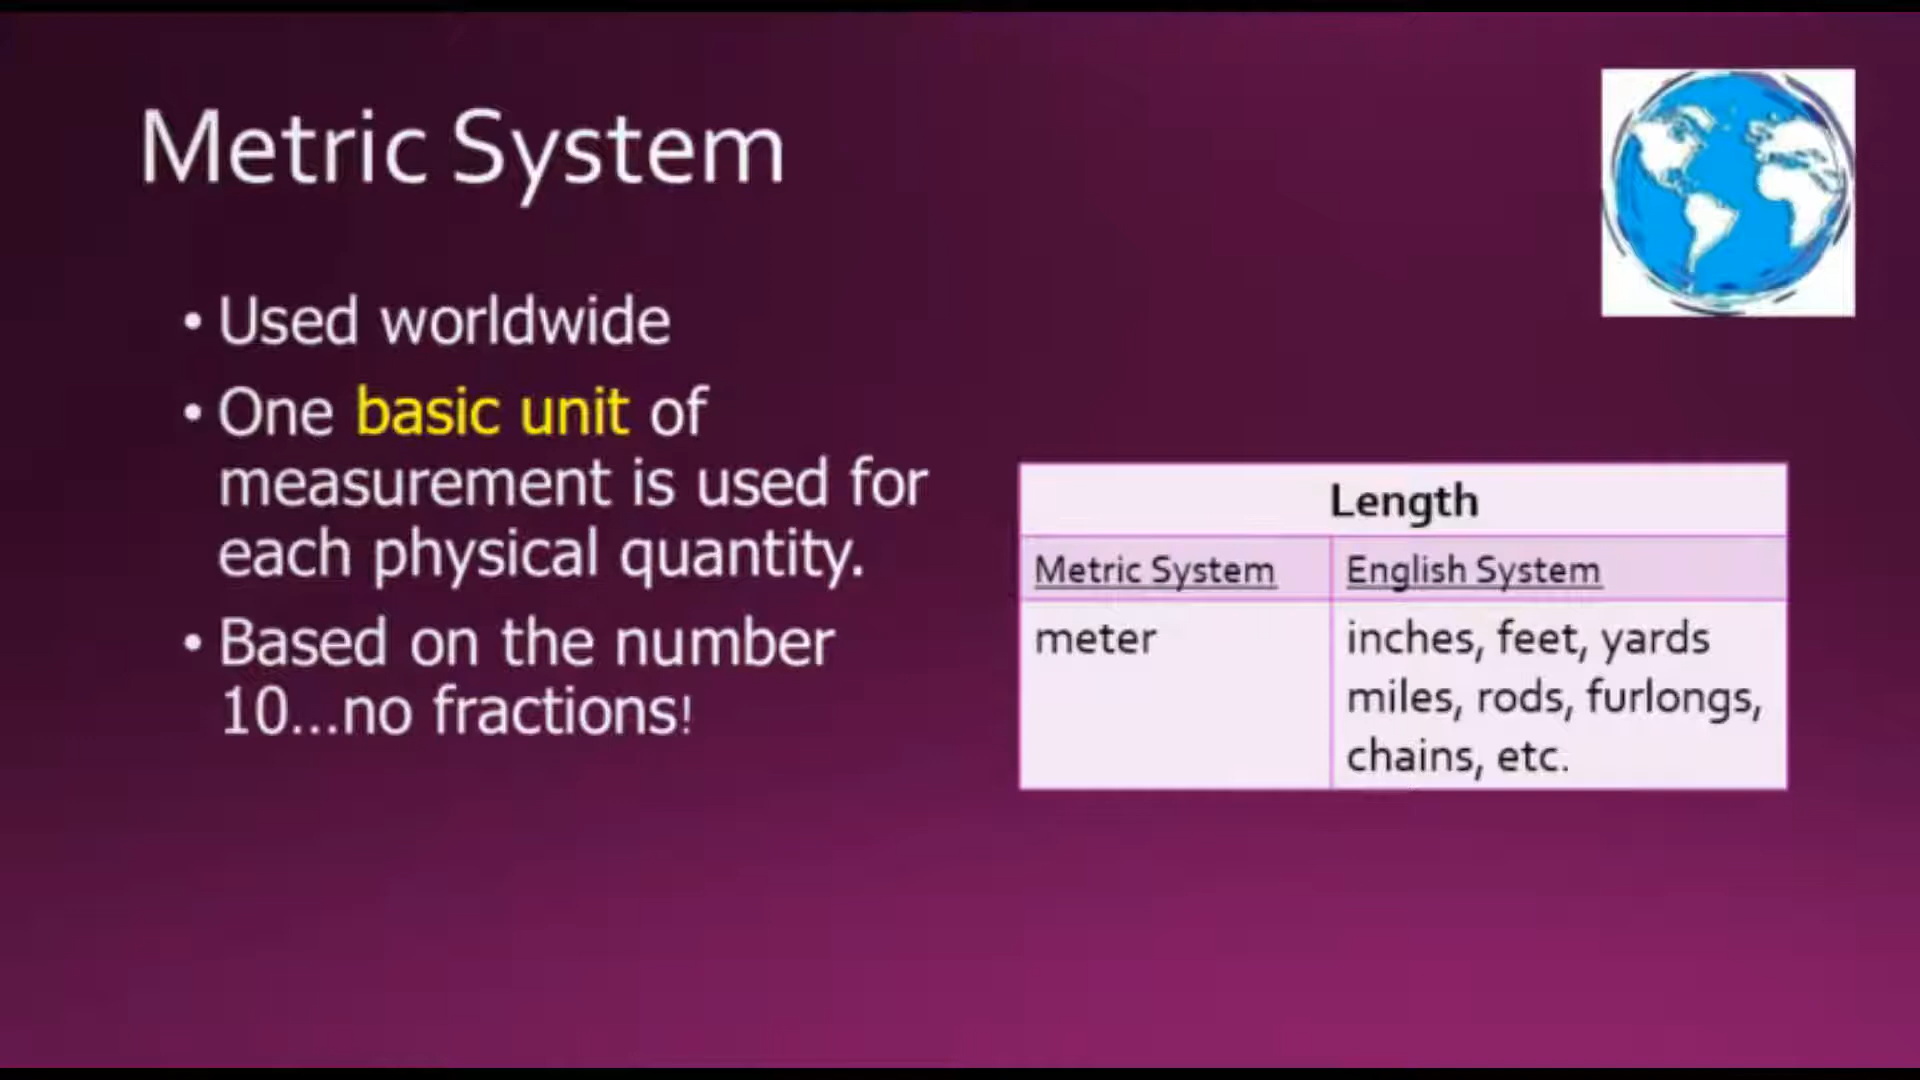 Metric System
• Used worldwide
• One basic unit of
measurement is used for
each physical quantity.
• Based on the number
10...no fractions!
Length
Metric System English System
meter inches, feet, yards
miles, rods, furlongs,
chains, etc.